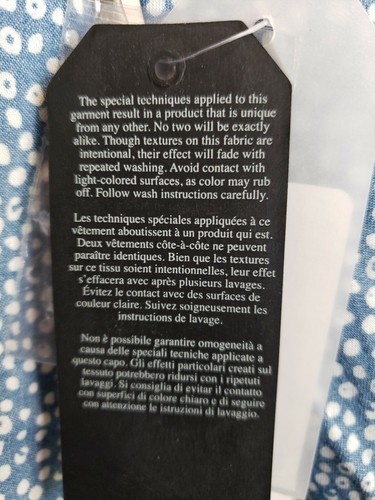 The special techniques applied to this
garment result in a product that is unique
from any other. No two will be exactly
alike. Though textures on this fabric are
intentional, their effect will fade with
repeated washing. Avoid contact with
light-colored surfaces, as color may rub
off. Follow wash instructions carefully.
Les techniques spéciales appliquées à ce
vêtement aboutissent à un produit qui est.
Deux vêtements côte-à-côte ne peuvent
paraître identiques. Bien que les textures
sur ce tissu soient intentionnelles, leur effet
s'effacera avec après plusieurs lavages.
Évitez le contact avec des surfaces de
couleur claire. Suivez soigneusement les
instructions de lavage.
Non è possibile garantire omogeneità a
causa delle speciali tecniche applicate a
questo capo. Gli effetti particolari creati sul
tessuto potrebbero ridursi con i ripetuti
lavaggi. Si consiglia di evitare il contatto
con superfici di colore chiaro e di seguire
con attenzione le istruzioni di lavaggio.